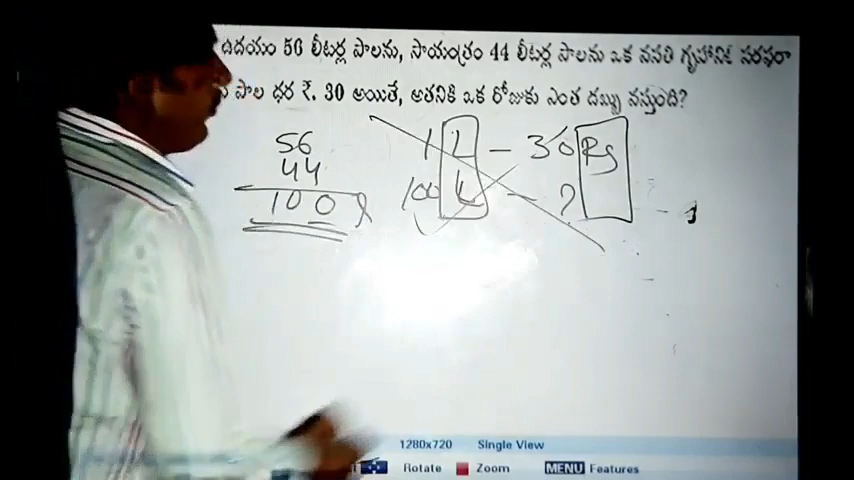 ఉదయం 56 లీటర్ల పాలను, సాయంత్రం 44 లీటర్ల పాలను ఒక వసతి గృహానికి సరఫరా
పాల ధర ₹. 30 అయితే, అతనికి ఒక రోజుకు ఎంత డబ్బు వస్తుంది?
56
44
100 l
1 L - 30 Rs
100 L - ?
1280x720 Single View
Rotate Zoom MENU Features